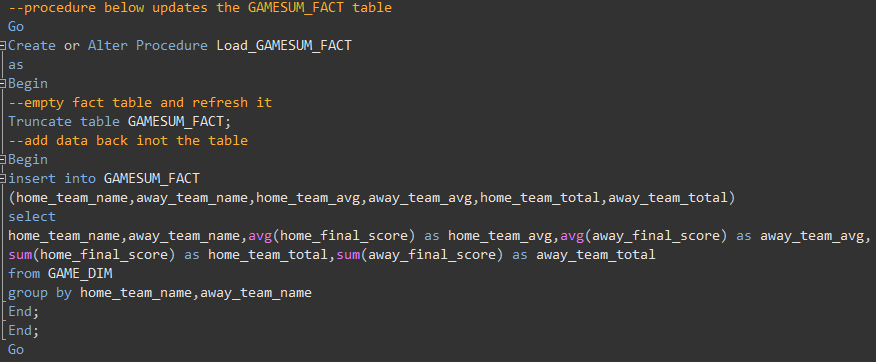 --procedure below updates the GAMESUM_FACT table
Go
Create or Alter Procedure Load_GAMESUM_FACT
as
Begin
--empty fact table and refresh it
Truncate table GAMESUM_FACT;
--add data back inot the table
Begin
insert into GAMESUM_FACT
(home_team_name,away_team_name,home_team_avg,away_team_avg,home_team_total,away_team_total)
select
home_team_name,away_team_name,avg(home_final_score) as home_team_avg,avg(away_final_score) as away_team_avg,
sum(home_final_score) as home_team_total,sum(away_final_score) as away_team_total
from GAME_DIM
group by home_team_name,away_team_name
End;
End;
Go